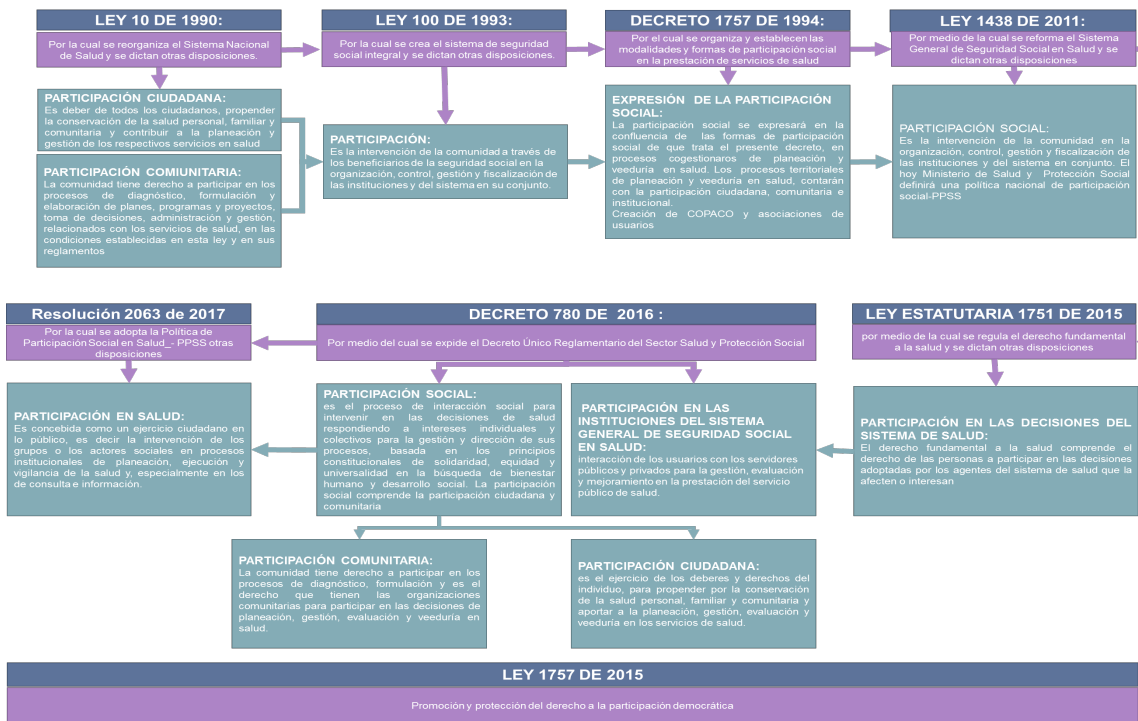 LEY 10 DE 1990:
Por la cual se reorganiza el Sistema Nacional
de Salud y se dictan otras disposiciones.
PARTICIPACIÓN CIUDADANA:
Es deber de todos los ciudadanos, propender
la conservación de la salud personal, familiar y
comunitaria y contribuir a la planeación y
gestión de los respectivos servicios en salud
PARTICIPACIÓN COMIUNITARIA:
La comunidad tiene derecho a participar en los
procesos de diagnóstico, formulación y
elaboración de planes, programas y proyectos,
toma de decisiones, administración y gestión,
relacionados con los servicios de salud, en las
condiciones establecidas en esta ley y en sus
reglamentos
LEY 100 DE 1993:
Por la cual se crea el sistema de seguridad
social integral y se dictan otras disposiciones.
PARTICIPACIÓN:
Es la intervención de la comunidad a través de
los beneficiarios de la seguridad social en la
organización, control, gestión y fiscalización de
las instituciones y del sistema en su conjunto.
DECRETO 1757 DE 1994:
Por el cual se organiza y establecen las
modalidades y formas de participación social
en la prestación de servicios de salud
EXPRESIÓN DE LA PARTICIPACIÓN
SOCIAL:
La participación social se expresará en la
confluencia de las formas de participación
social de que trata el presente decreto, en
procesos cogestionaros de planeación y
veeduría en salud. Los procesos territoriales
de planeación y veeduría en salud, contarán
con la participación ciudadana, comunitaria e
institucional.
Creación de COPACO y asociaciones de
usuarios
LEY 1438 DE 2011:
Por medio de la cual se reforma el Sistema
General de Seguridad Social en Salud y se
dictan otras disposiciones
PARTICIPACIÓN SOCIAL:
Es la intervención de la comunidad en la
organización, control, gestión y fiscalización de
las instituciones y del sistema en conjunto. El
hoy Ministerio de Salud y Protección Social
definirá una política nacional de participación
social-PPSS
Resolución 2063 de 2017
Por la cual se adopta la Política de
Participación Social en Salud_- PPSS otras
disposiciones
PARTICIPACIÓN EN SALUD:
Es concebida como un ejercicio ciudadano en
lo público, es decir la intervención de los
grupos o los actores sociales en procesos
institucionales de planeación, ejecución y
vigilancia de la salud y, especialmente en los
de consulta e información.
DECRETO 780 DE 2016 :
Por medio del cual se expide el Decreto Único Reglamentario del Sector Salud y Protección Social
PARTICIPACIÓN SOCIAL:
es el proceso de interacción social para
intervenir en las decisiones de salud
respondiendo a intereses individuales y
colectivos para la gestión y dirección de sus
procesos, basada en los principios
constitucionales de solidaridad, equidad y
universalidad en la búsqueda de bienestar
humano y desarrollo social. La participación
social comprende la participación ciudadana y
comunitaria
PARTICIPACIÓN EN LAS
INSTITUCIONES DEL SISTEMA
GENERAL DE SEGURIDAD SOCIAL
EN SALUD:
interacción de los usuarios con los servidores
públicos y privados para la gestión, evaluación
y mejoramiento en la prestación del servicio
público de salud.
LEY ESTATUTARIA 1751 DE 2015
por medio de la cual se regula el derecho fundamental
a la salud y se dictan otras disposiciones
PARTICIPACIÓN EN LAS DECISIONES DEL
SISTEMA DE SALUD:
El derecho fundamental a la salud comprende el
derecho de las personas a participar en las decisiones
adoptadas por los agentes del sistema de salud que la
afecten o interesan
PARTICIPACIÓN COMUNITARIA:
La comunidad tiene derecho a participar en los
procesos de diagnóstico, formulación y es el
derecho que tienen las organizaciones
comunitarias para participar en las decisiones de
planeación, gestión, evaluación y veeduría en
salud.
PARTICIPACIÓN CIUDADANA:
es el ejercicio de los deberes y derechos del
individuo, para propender por la conservación
de la salud personal, familiar y comunitaria y
aportar a la planeación, gestión, evaluación y
veeduría en los servicios de salud.
LEY 1757 DE 2015
Promoción y protección del derecho a la participación democrática